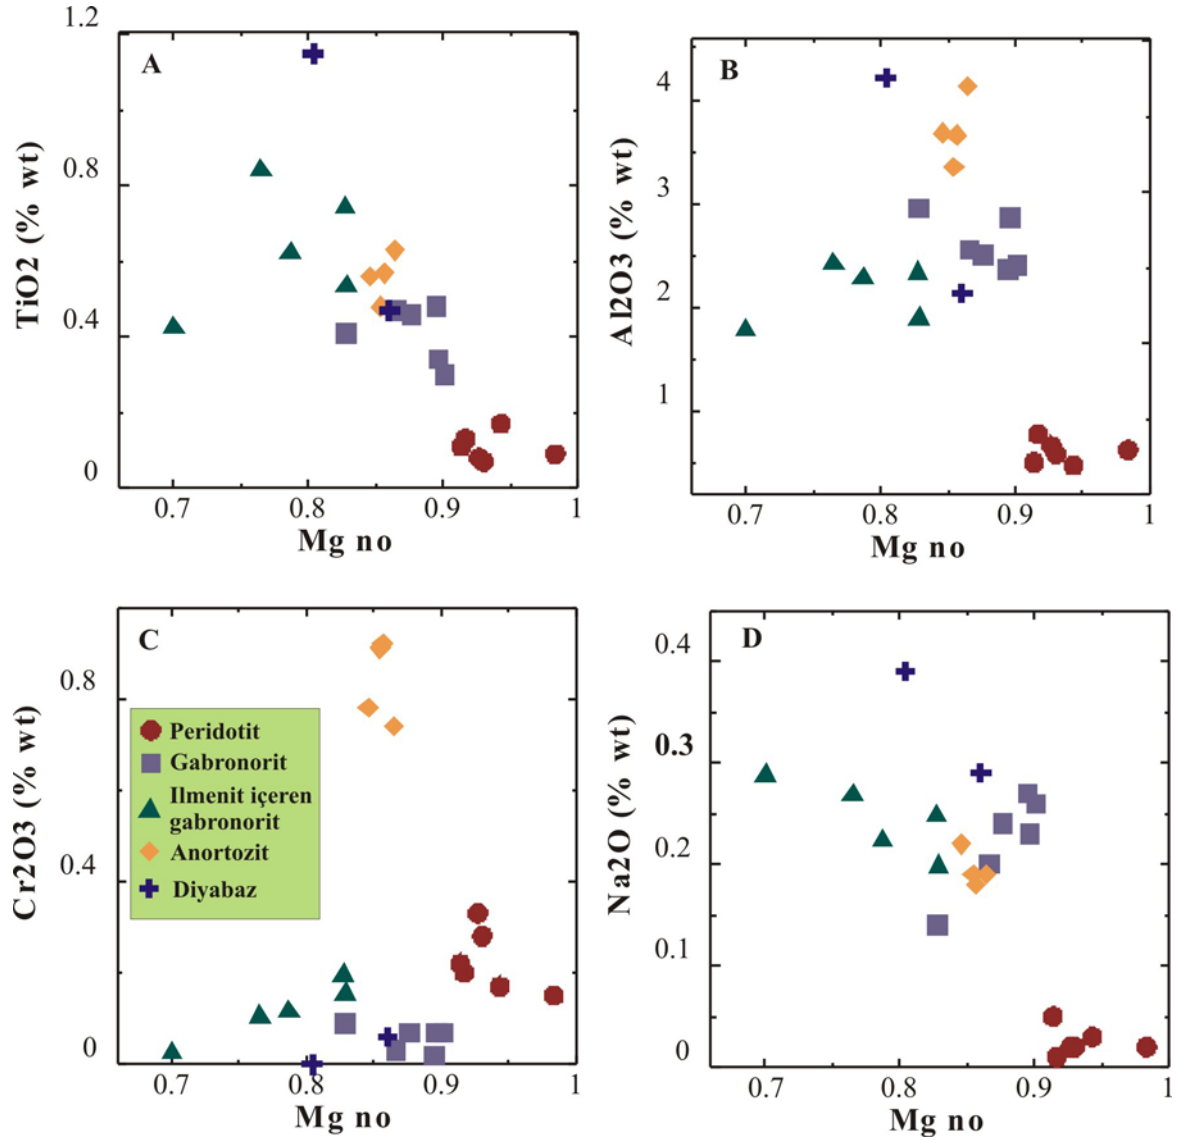 1.2
A
0.8
0.4
0
TiO2 (% wt)
0.7 0.8 0.9 1
Mg no
B
4
3
2
1
Al2O3 (% wt)
0.7 0.8 0.9 1
Mg no
C
0.8
0.4
0
Cr2O3 (% wt)
Peridotit
Gabronorit
Ilmenit içeren
gabronorit
Anortozit
Diyabaz
0.7 0.8 0.9 1
Mg no
D
0.4
0.3
0.2
0.1
0
Na2O (% wt)
0.7 0.8 0.9 1
Mg no